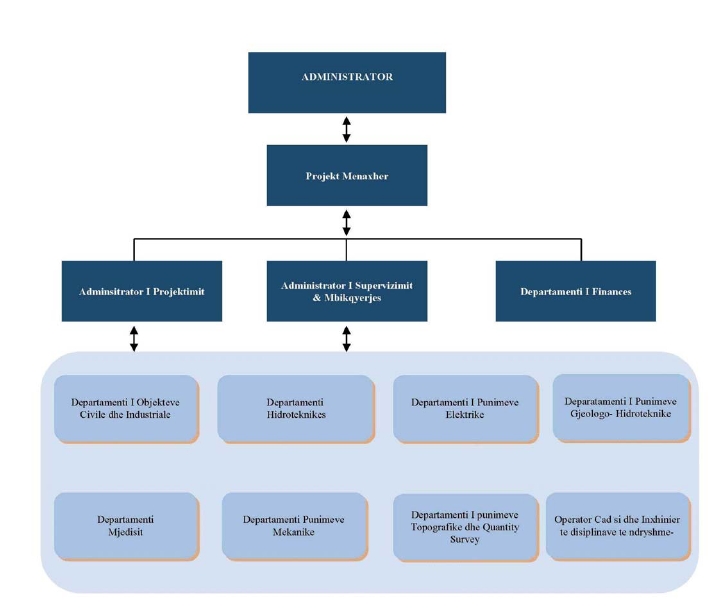 ADMINISTRATOR
Projekt Menaxher
Adminsitrator I Projektimit
Administrator I Supervizimit
& Mbikqyerjes
Departamenti I Finances
Departamenti I Objekteve
Civile dhe Industriale
Departamenti
Hidroteknikes
Departamenti I Punimeve
Elektrike
Deparatamenti I Punimeve
Gjeologo- Hidroteknike
Departamenti
Mjedisit
Departamenti Punimeve
Mekanike
Departamenti I punimeve
Topografike dhe Quantity
Survey
Operator Cad si dhe Inxhinier
te disiplinave te ndryshme-